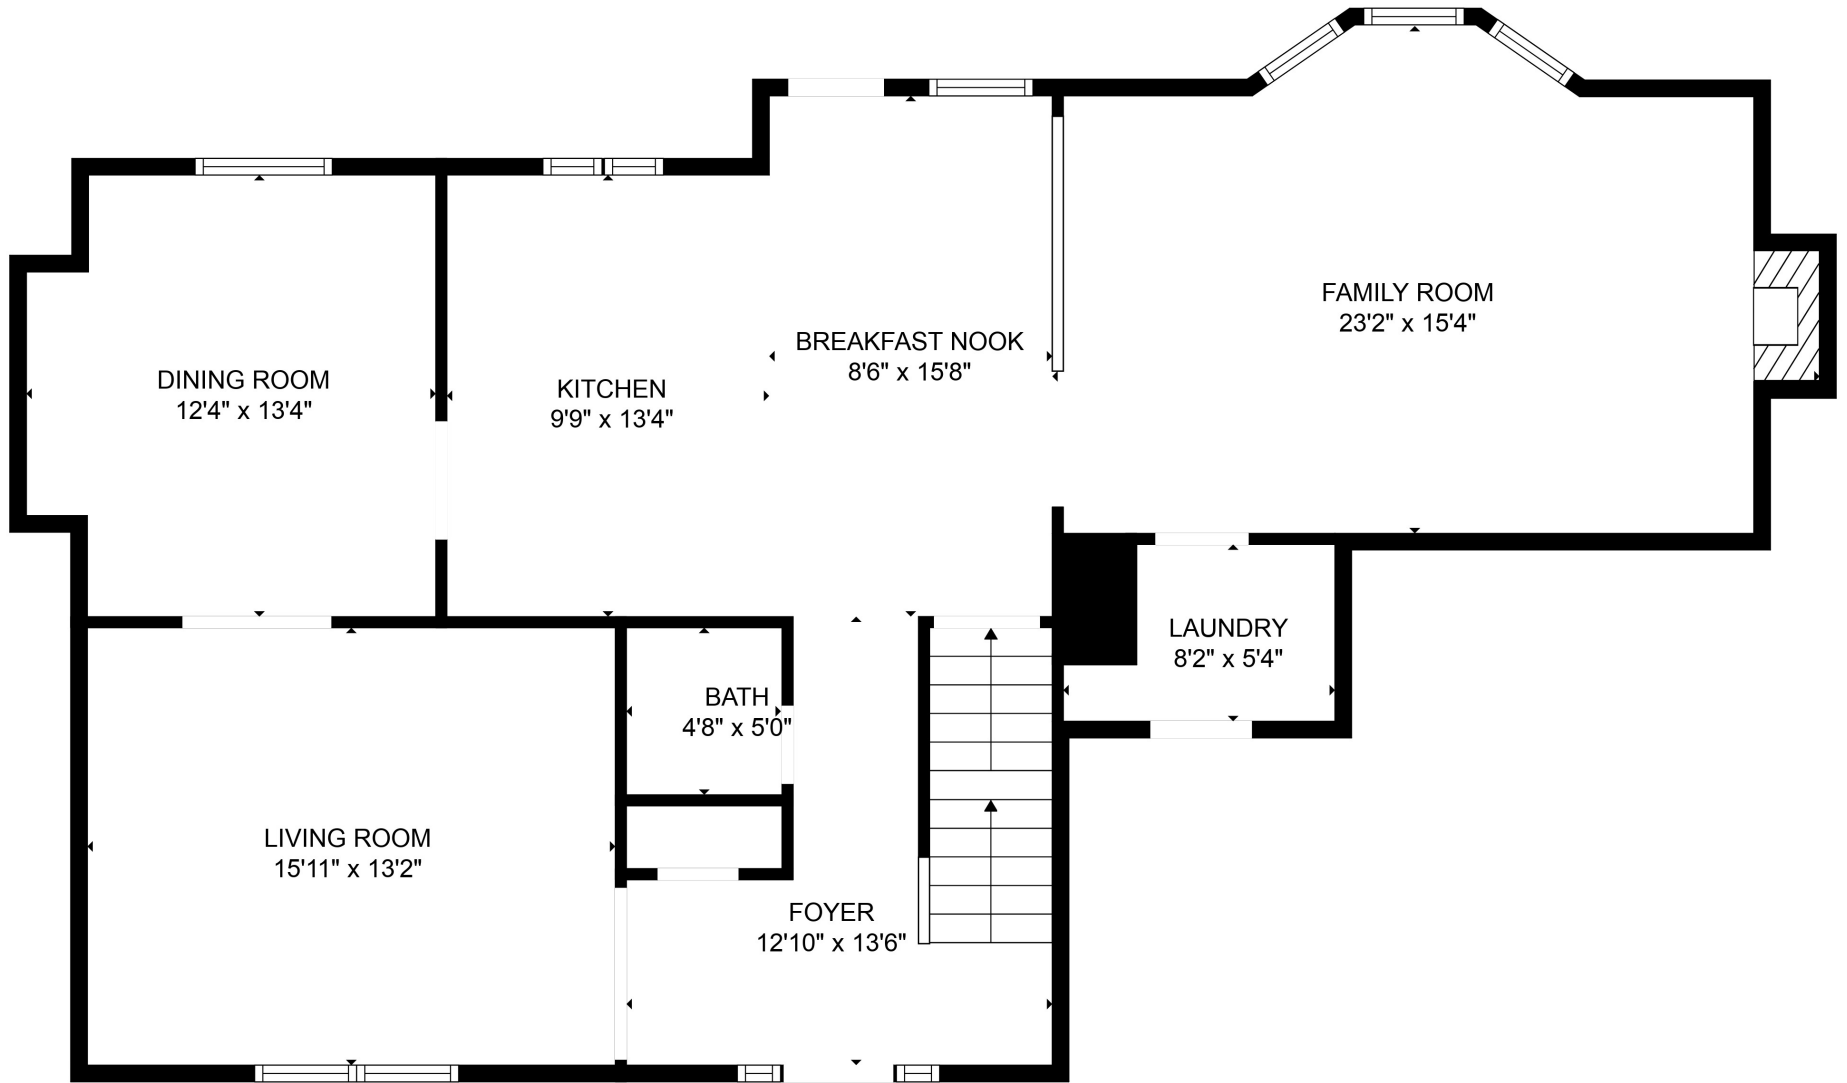 FAMILY ROOM
23'2" x 15'4"
BREAKFAST NOOK
8'6" x 15'8"
DINING ROOM
12'4" x 13'4"
KITCHEN
9'9" x 13'4"
LAUNDRY
8'2" x 5'4"
BATH
4'8" x 5'0"
LIVING ROOM
15'11" x 13'2"
FOYER
12'10" x 13'6"